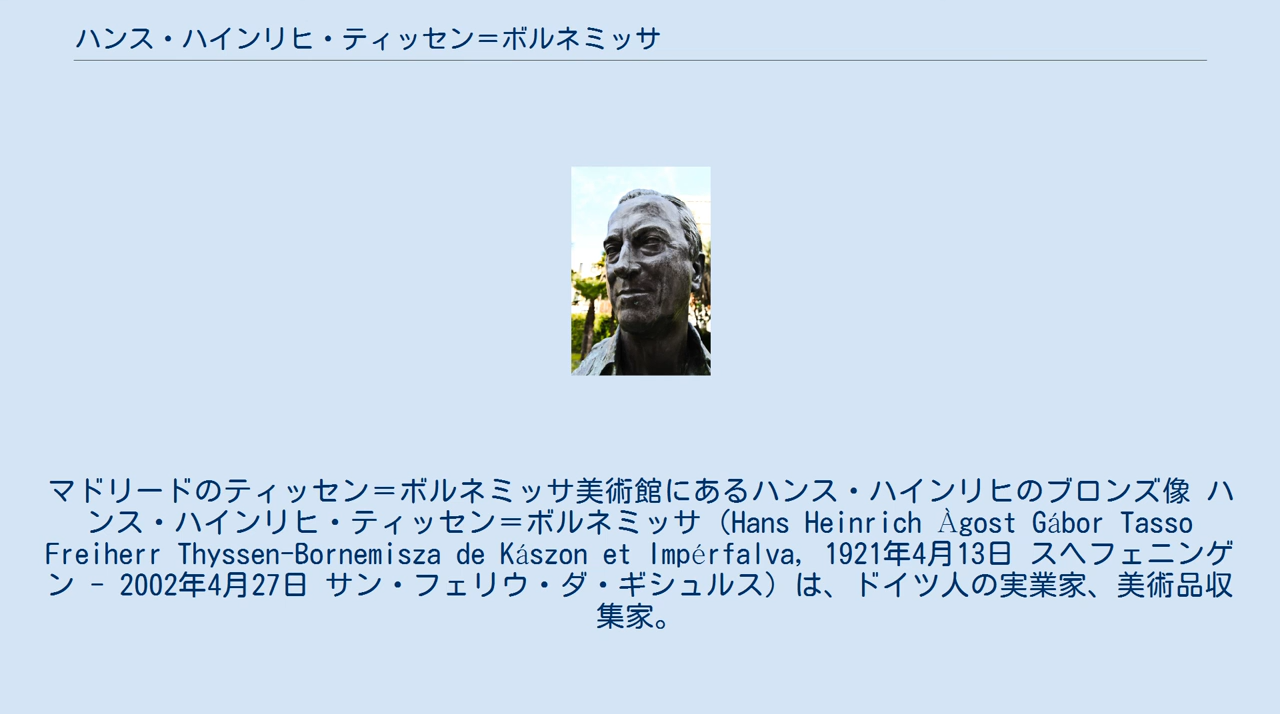 ハンス・ハインリヒ・ティッセン＝ボルネミッサ
マドリードのティッセン＝ボルネミッサ美術館にあるハンス・ハインリヒのブロンズ像 ハ
ンス・ハインリヒ・ティッセン＝ボルネミッサ（Hans Heinrich Àgost Gábor Tasso
Freiherr Thyssen-Bornemisza de Kászon et Impérfalva, 1921年4月13日 スヘフェニンゲ
ン - 2002年4月27日 サン・フェリウ・ダ・ギシュルス）は、ドイツ人の実業家、美術品収
集家。